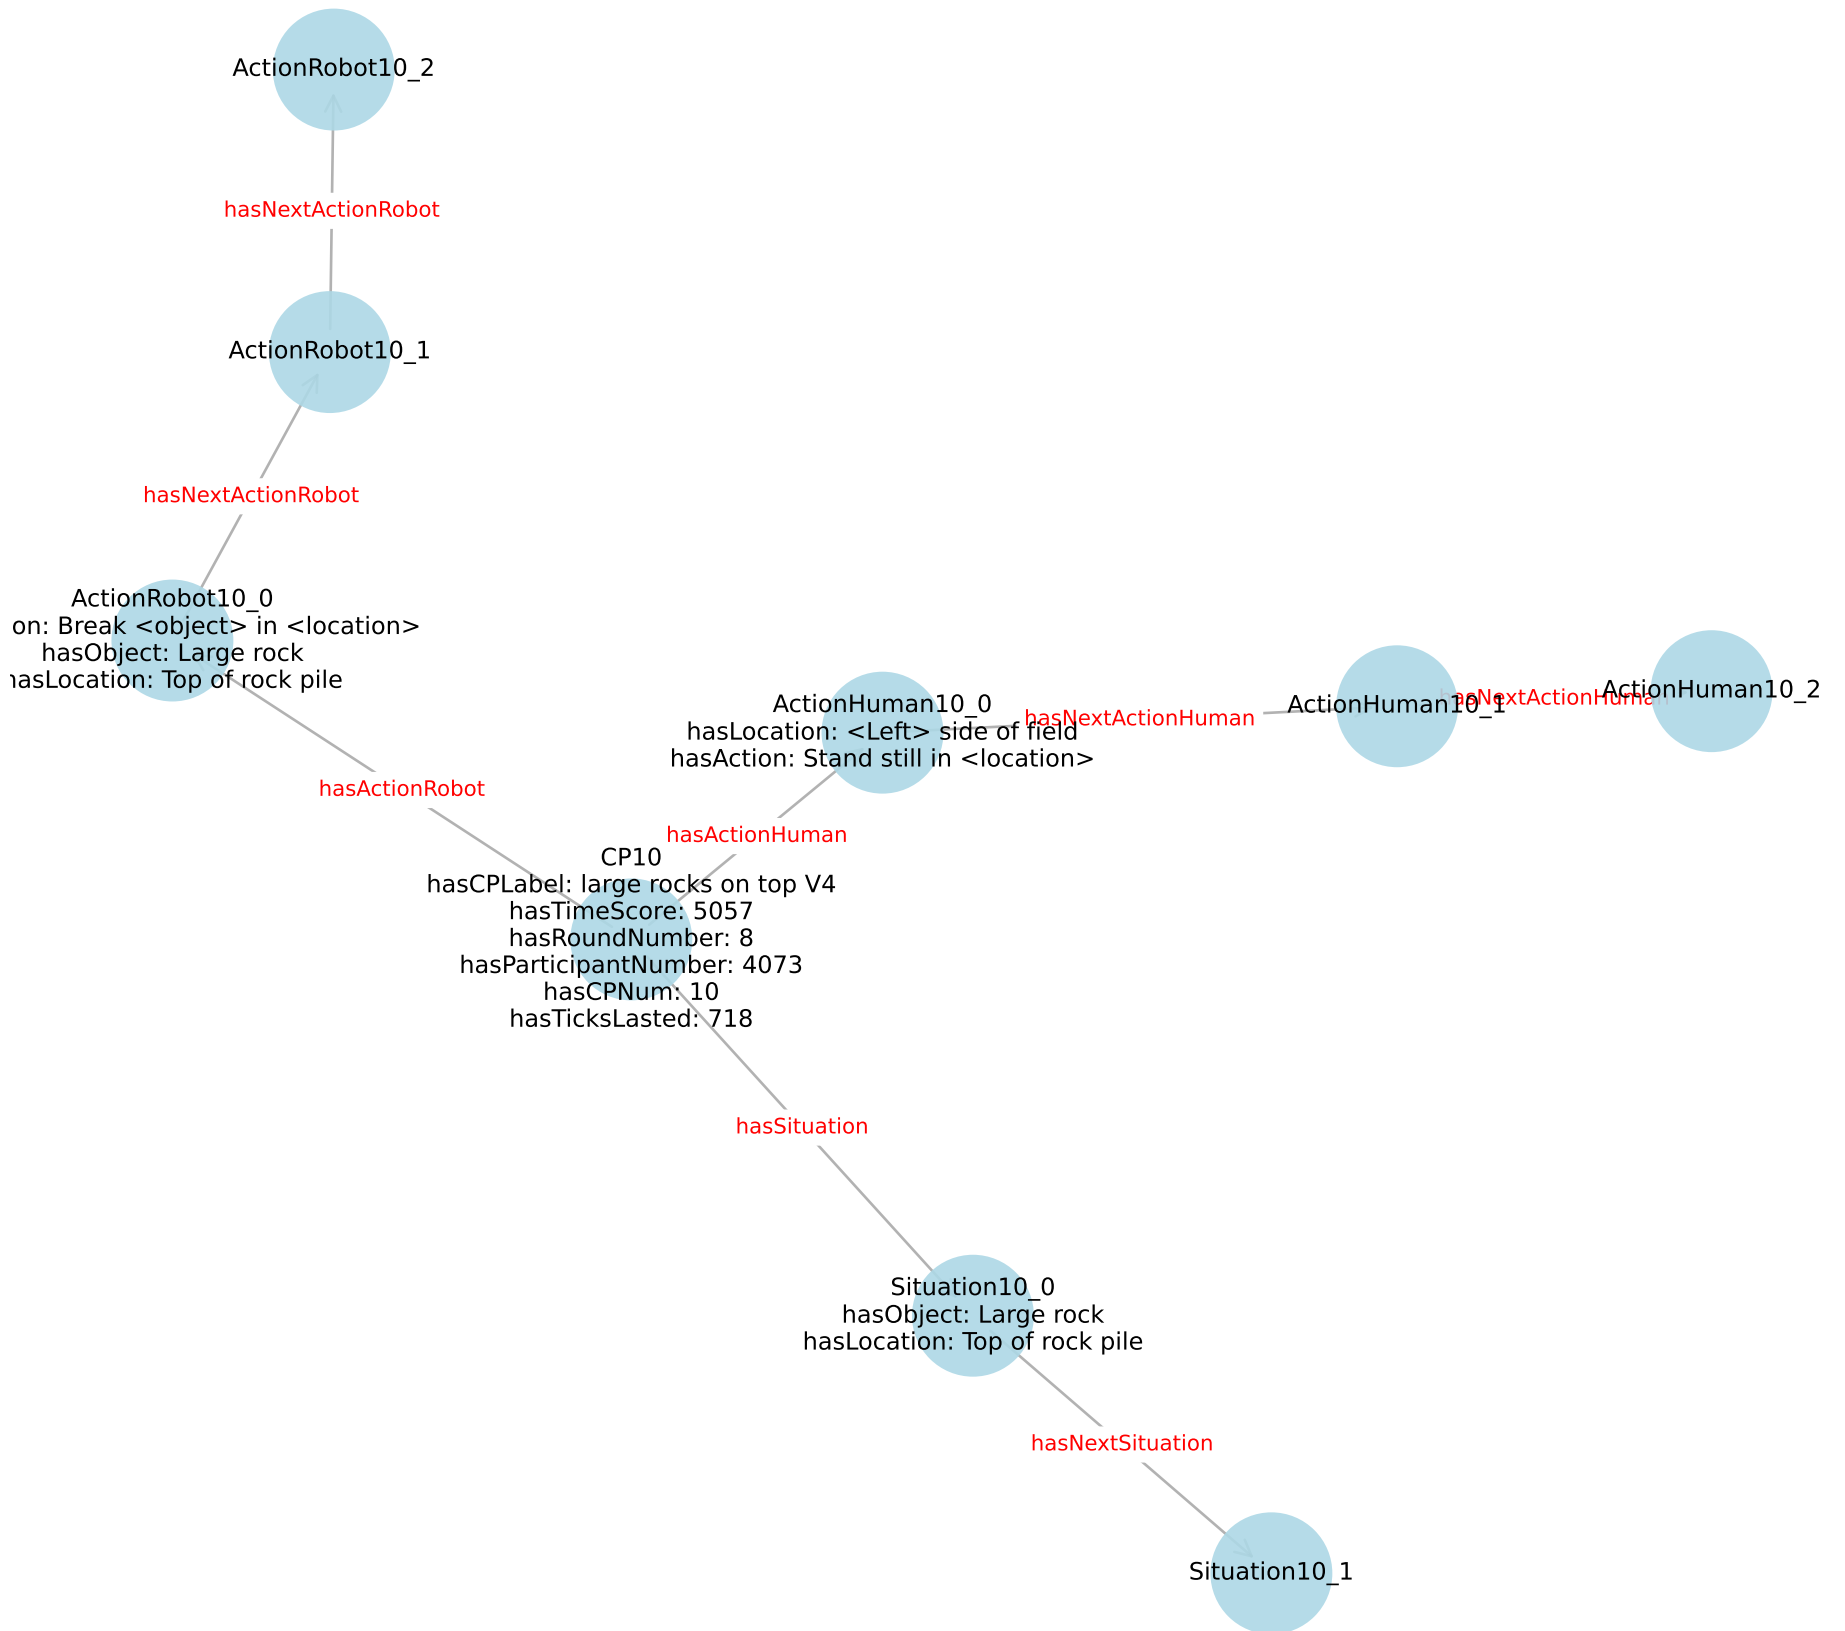 ActionRobot10_2
hasNextActionRobot
ActionRobot10_1
hasNextActionRobot
ActionRobot10_0
on: Break <object> in <location>
hasObject: Large rock
hasLocation: Top of rock pile
hasActionRobot
ActionHuman10_0
hasLocation: <Left> side of field
hasAction: Stand still in <location>
hasNextActionHuman
ActionHuman10_1
hasNextActionHuman
ActionHuman10_2
hasActionHuman
CP10
hasCPLabel: large rocks on top V4
hasTimeScore: 5057
hasRoundNumber: 8
hasParticipantNumber: 4073
hasCPNum: 10
hasTicksLasted: 718
hasSituation
Situation10_0
hasObject: Large rock
hasLocation: Top of rock pile
hasNextSituation
Situation10_1